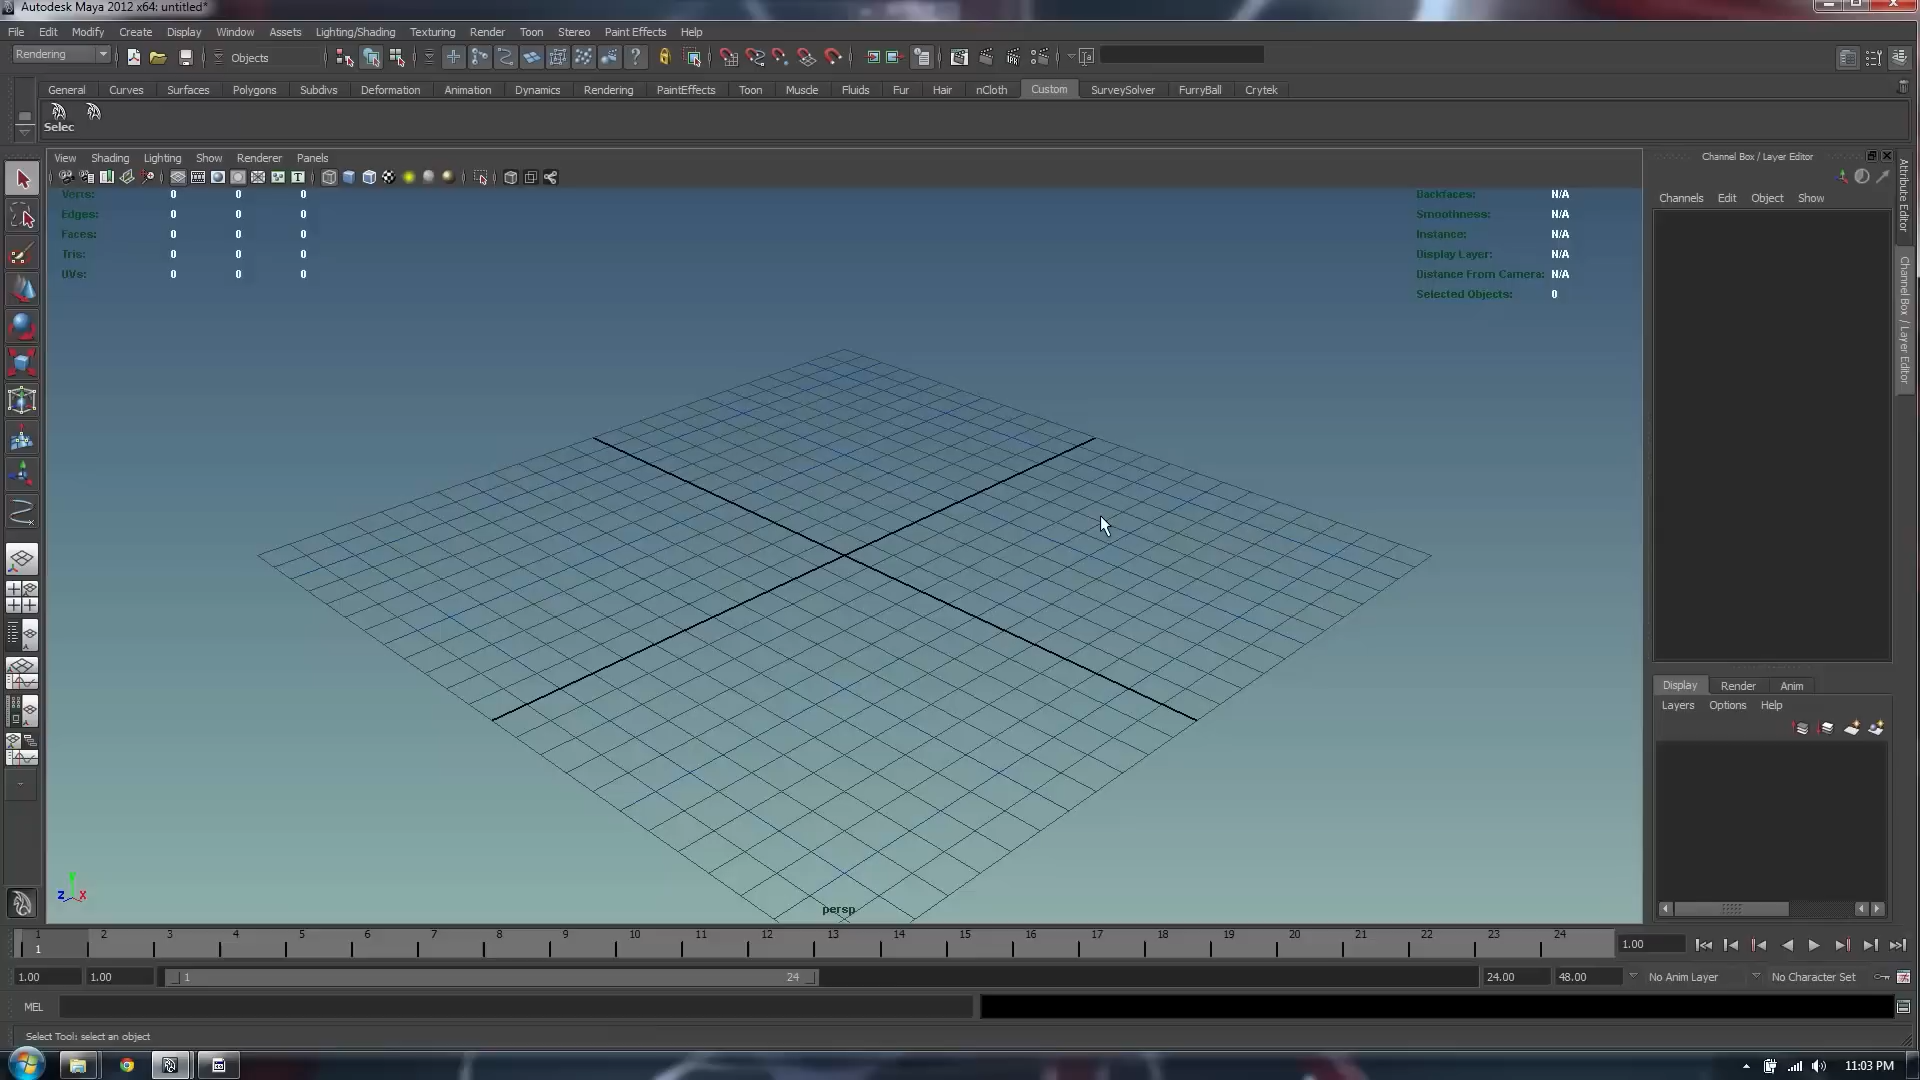 Autodesk Maya 2012 x64: untitled*
File Edit Modify Create Display Window Assets Lighting/Shading Texturing Render Toon Stereo Paint Effects Help
Rendering Objects
General Curves Surfaces Polygons Subdivs Deformation Animation Dynamics Rendering PaintEffects Toon Muscle Fluids Fur Hair nCloth Custom SurveySolver FurryBall Crytek
Selec
View Shading Lighting Show Renderer Panels
Verts: 0 0 0
Edges: 0 0 0
Faces: 0 0 0
Tris: 0 0 0
UVs: 0 0 0
Backfaces: N/A
Smoothness: N/A
Instance: N/A
Display Layer: N/A
Distance From Camera: N/A
Selected Objects: 0
Channel Box / Layer Editor
Channels Edit Object Show
Attribute Editor
Channel Box / Layer Editor
Display Render Anim
Layers Options Help
Y
Z X
persp
1 2 3 4 5 6 7 8 9 10 11 12 13 14 15 16 17 18 19 20 21 22 23 24
1
1.00
1.00 1.00 1 24 24.00 48.00 No Anim Layer No Character Set
MEL
Select Tool: select an object
11:03 PM